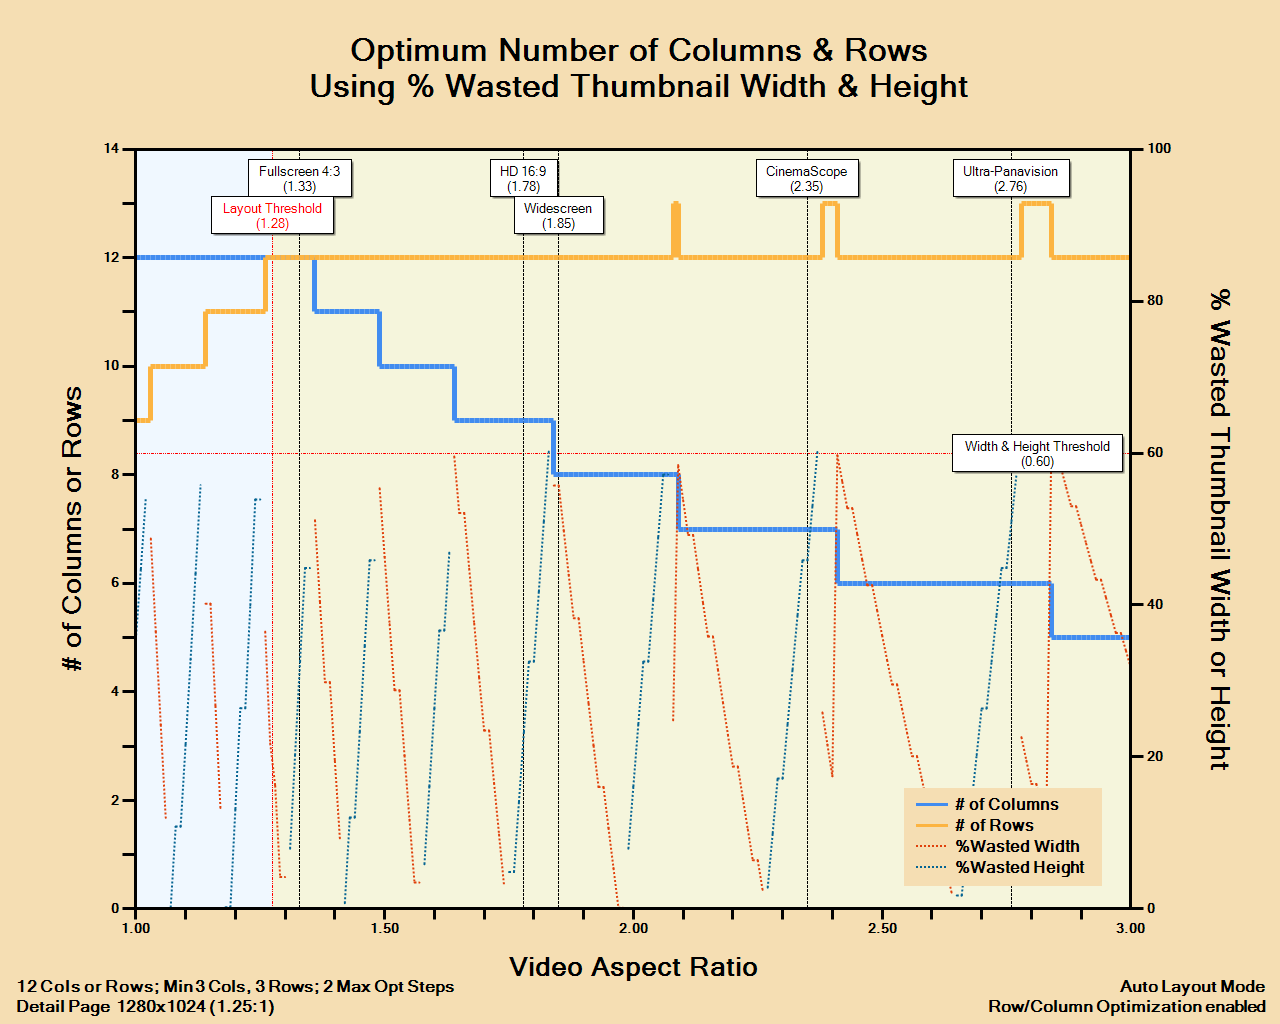 Optimum Number of Columns & Rows
Using % Wasted Thumbnail Width & Height
14
12
10
8
6
4
2
0
# of Columns or Rows
100
80
60
40
20
0
% Wasted Thumbnail Width or Height
Fullscreen 4:3
(1.33)
Layout Threshold
(1.28)
HD 16:9
(1.78)
Widescreen
(1.85)
CinemaScope
(2.35)
Ultra-Panavision
(2.76)
Width & Height Threshold
(0.60)
# of Columns
# of Rows
%Wasted Width
%Wasted Height
1.00
1.50
2.00
2.50
3.00
Video Aspect Ratio
12 Cols or Rows; Min 3 Cols, 3 Rows; 2 Max Opt Steps
Detail Page 1280x1024 (1.25:1)
Auto Layout Mode
Row/Column Optimization enabled